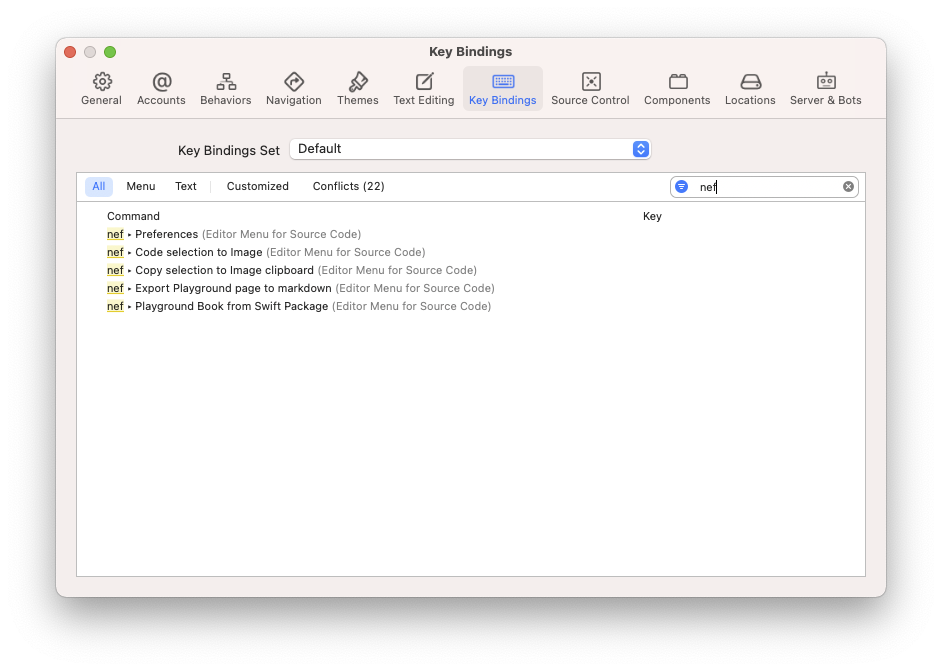 Key Bindings
General Accounts Behaviors Navigation Themes Text Editing Key Bindings Source Control Components Locations Server & Bots
Key Bindings Set Default
All Menu Text Customized Conflicts (22) nef
Command Key
nef ▸ Preferences (Editor Menu for Source Code)
nef ▸ Code selection to Image (Editor Menu for Source Code)
nef ▸ Copy selection to Image clipboard (Editor Menu for Source Code)
nef ▸ Export Playground page to markdown (Editor Menu for Source Code)
nef ▸ Playground Book from Swift Package (Editor Menu for Source Code)